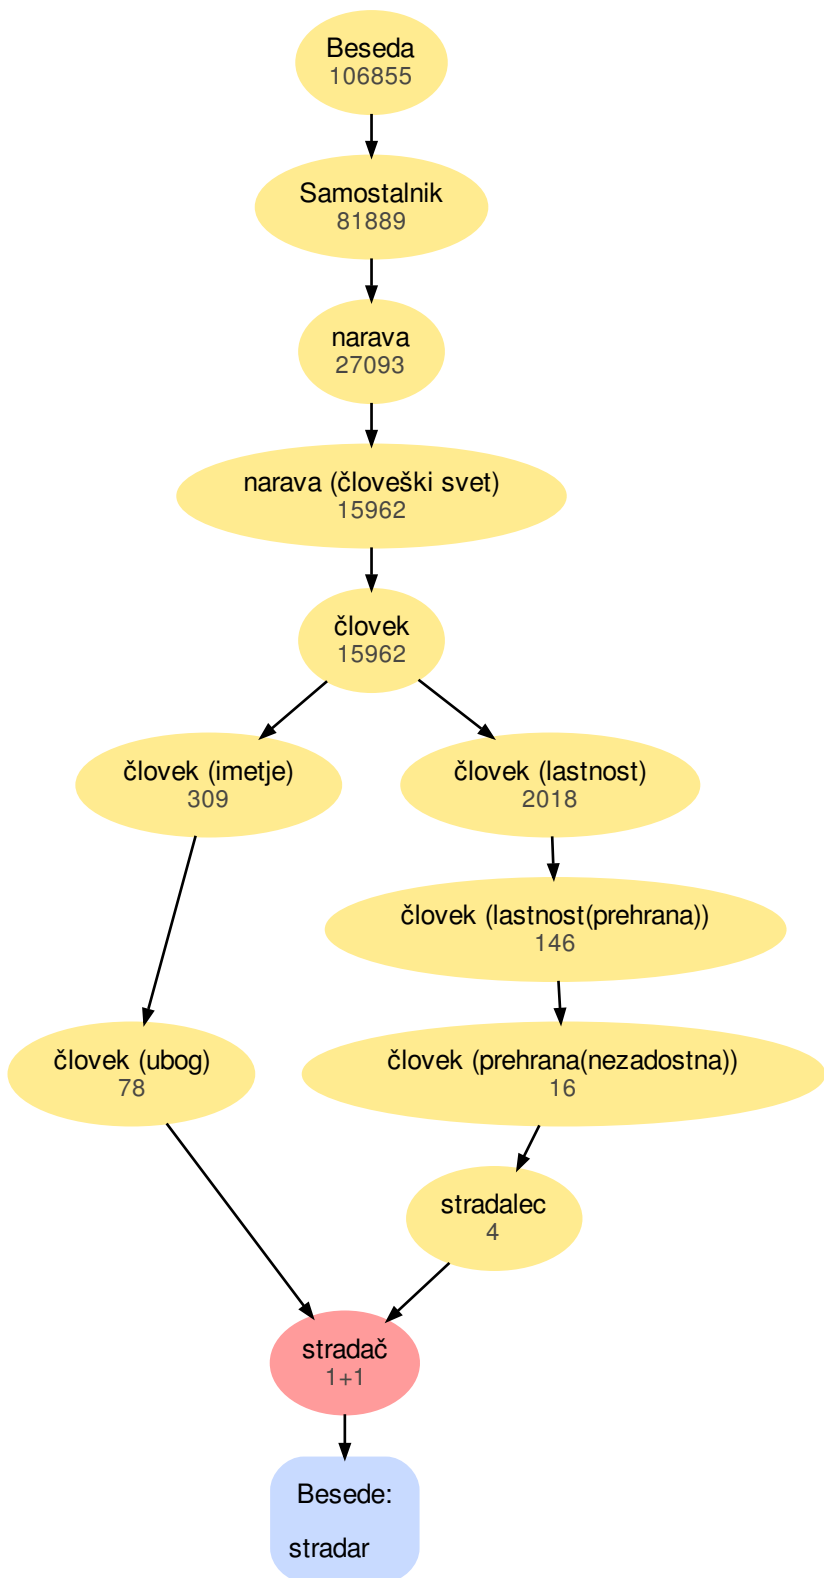 Beseda
106855
Samostalnik
81889
narava
27093
narava (človeški svet)
15962
človek
15962
človek (imetje)
309
človek (lastnost)
2018
človek (lastnost(prehrana))
146
človek (ubog)
78
človek (prehrana(nezadostna))
16
stradalec
4
stradač
1+1
Besede:
stradar